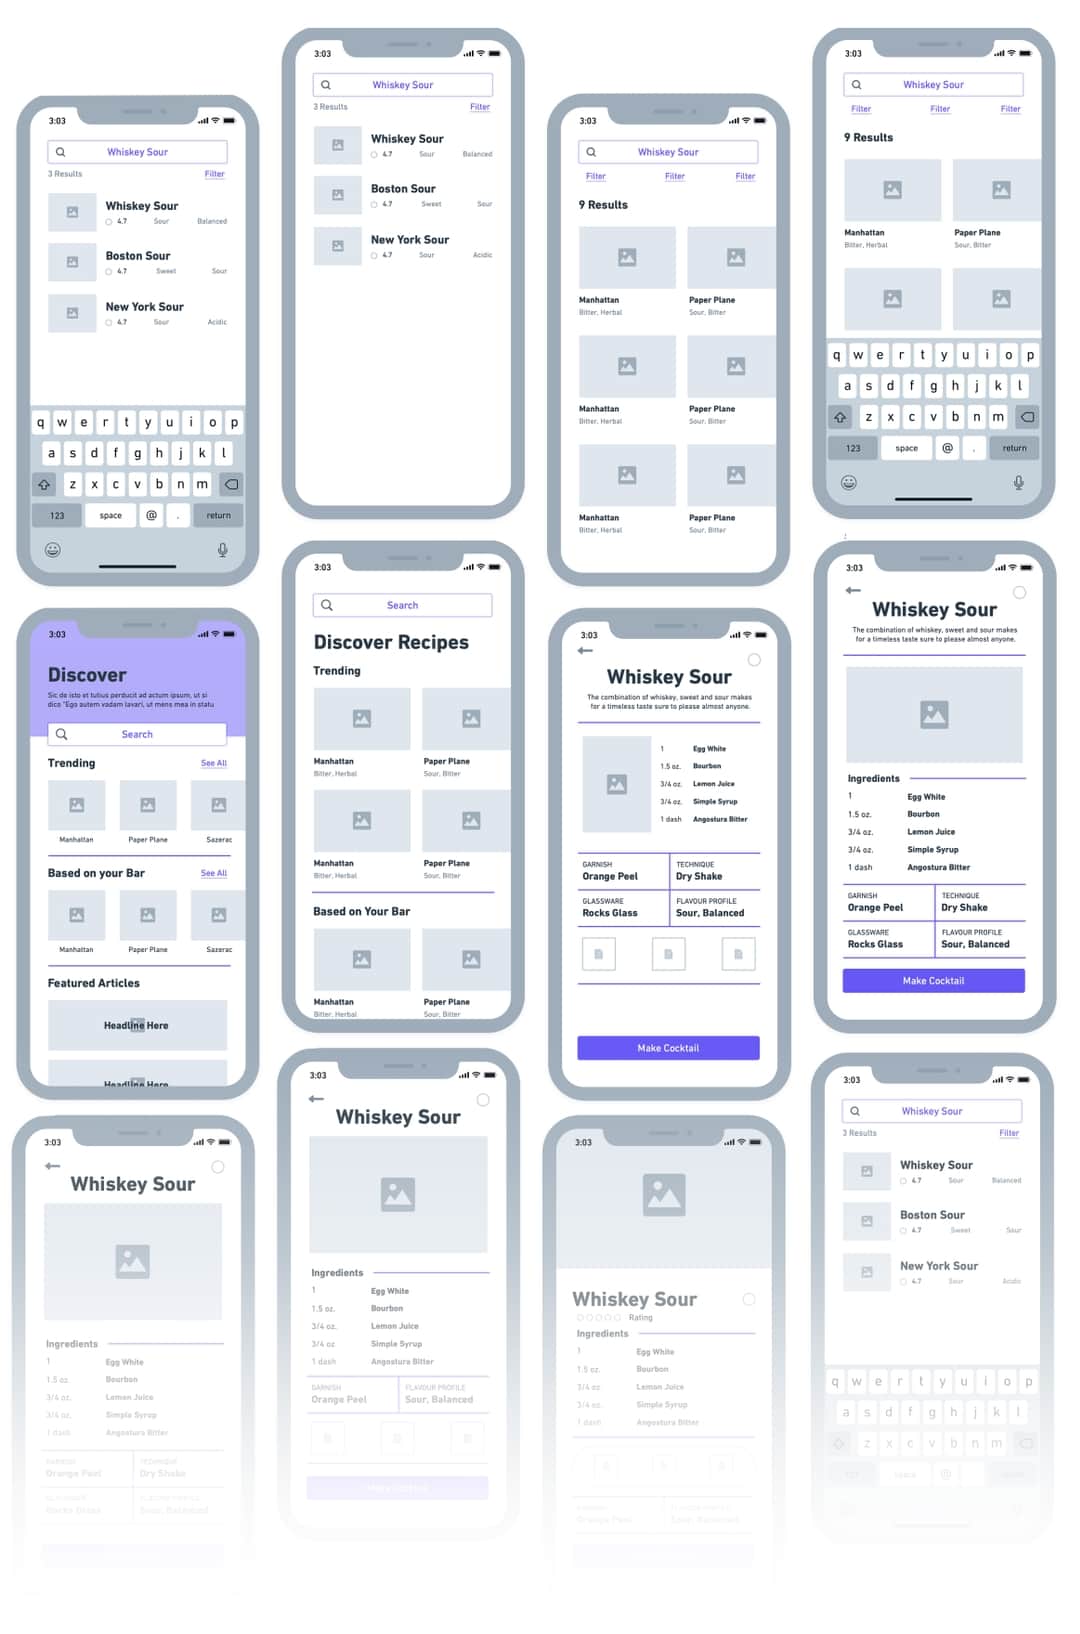 3:03
Whiskey Sour
3 Results Filter
Whiskey Sour
4.7 Sour Balanced
Boston Sour
4.7 Sweet Sour
New York Sour
4.7 Sour Acidic
q w e r t y u i o p
a s d f g h j k l
z x c v b n m
123 space @ . return
3:03
Whiskey Sour
3 Results Filter
Whiskey Sour
4.7 Sour Balanced
Boston Sour
4.7 Sweet Sour
New York Sour
4.7 Sour Acidic
3:03
Whiskey Sour
Filter Filter Filter
9 Results
Manhattan Paper Plane
Bitter, Herbal Sour, Bitter
Manhattan Paper Plane
Bitter, Herbal Sour, Bitter
Manhattan Paper Plane
Bitter, Herbal Sour, Bitter
3:03
Whiskey Sour
Filter Filter Filter
9 Results
Manhattan Paper Plane
Bitter, Herbal Sour, Bitter
q w e r t y u i o p
a s d f g h j k l
z x c v b n m
123 space @ . return
3:03
Discover
Sic de isto et tutius perducit ad actum ipsum, ut si
dico "Ego autem vadam lavari, ut mens mea in statu
Search
Trending See All
Manhattan Paper Plane Sazerac
Based on your Bar See All
Manhattan Paper Plane Sazerac
Featured Articles
Headline Here
Headline Here
3:03
Search
Discover Recipes
Trending
Manhattan Paper Plane
Bitter, Herbal Sour, Bitter
Manhattan Paper Plane
Bitter, Herbal Sour, Bitter
Based on Your Bar
Manhattan Paper Plane
Bitter, Herbal Sour, Bitter
3:03
Whiskey Sour
The combination of whiskey, sweet and sour makes
for a timeless taste sure to please almost anyone.
1 Egg White
1.5 oz. Bourbon
3/4 oz. Lemon Juice
3/4 oz. Simple Syrup
1 dash Angostura Bitter
GARNISH TECHNIQUE
Orange Peel Dry Shake
GLASSWARE FLAVOUR PROFILE
Rocks Glass Sour, Balanced
Make Cocktail
3:03
Whiskey Sour
The combination of whiskey, sweet and sour makes
for a timeless taste sure to please almost anyone.
Ingredients
1 Egg White
1.5 oz. Bourbon
3/4 oz. Lemon Juice
3/4 oz. Simple Syrup
1 dash Angostura Bitter
GARNISH TECHNIQUE
Orange Peel Dry Shake
GLASSWARE FLAVOUR PROFILE
Rocks Glass Sour, Balanced
Make Cocktail
3:03
Whiskey Sour
Ingredients
1 Egg White
1.5 oz Bourbon
3/4 oz. Lemon Juice
3/4 oz. Simple Syrup
1 dash Angostura Bitter
GARNISH TECHNIQUE
Orange Peel Dry Shake
GLASSWARE FLAVOUR PROFILE
Rocks Glass Sour, Balanced
3:03
Whiskey Sour
Ingredients
1 Egg White
1.5 oz. Bourbon
3/4 oz. Lemon Juice
3/4 oz Simple Syrup
1 dash Angostura Bitter
GARNISH FLAVOUR PROFILE
Orange Peel Sour, Balanced
Make Cocktail
3:03
Whiskey Sour
Rating
Ingredients
1 Egg White
1.5 oz. Bourbon
3/4 oz. Lemon Juice
3/4 oz. Simple Syrup
1 dash Angostura Bitter
GARNISH FLAVOUR PROFILE
Orange Peel Sour, Balanced
3:03
Whiskey Sour
3 Results Filter
Whiskey Sour
4.7 Sour Balanced
Boston Sour
4.7 Sweet Sour
New York Sour
4.7 Sour Acidic
q w e r t y u i o p
a s d f g h j k l
z x c v b n m
123 space @